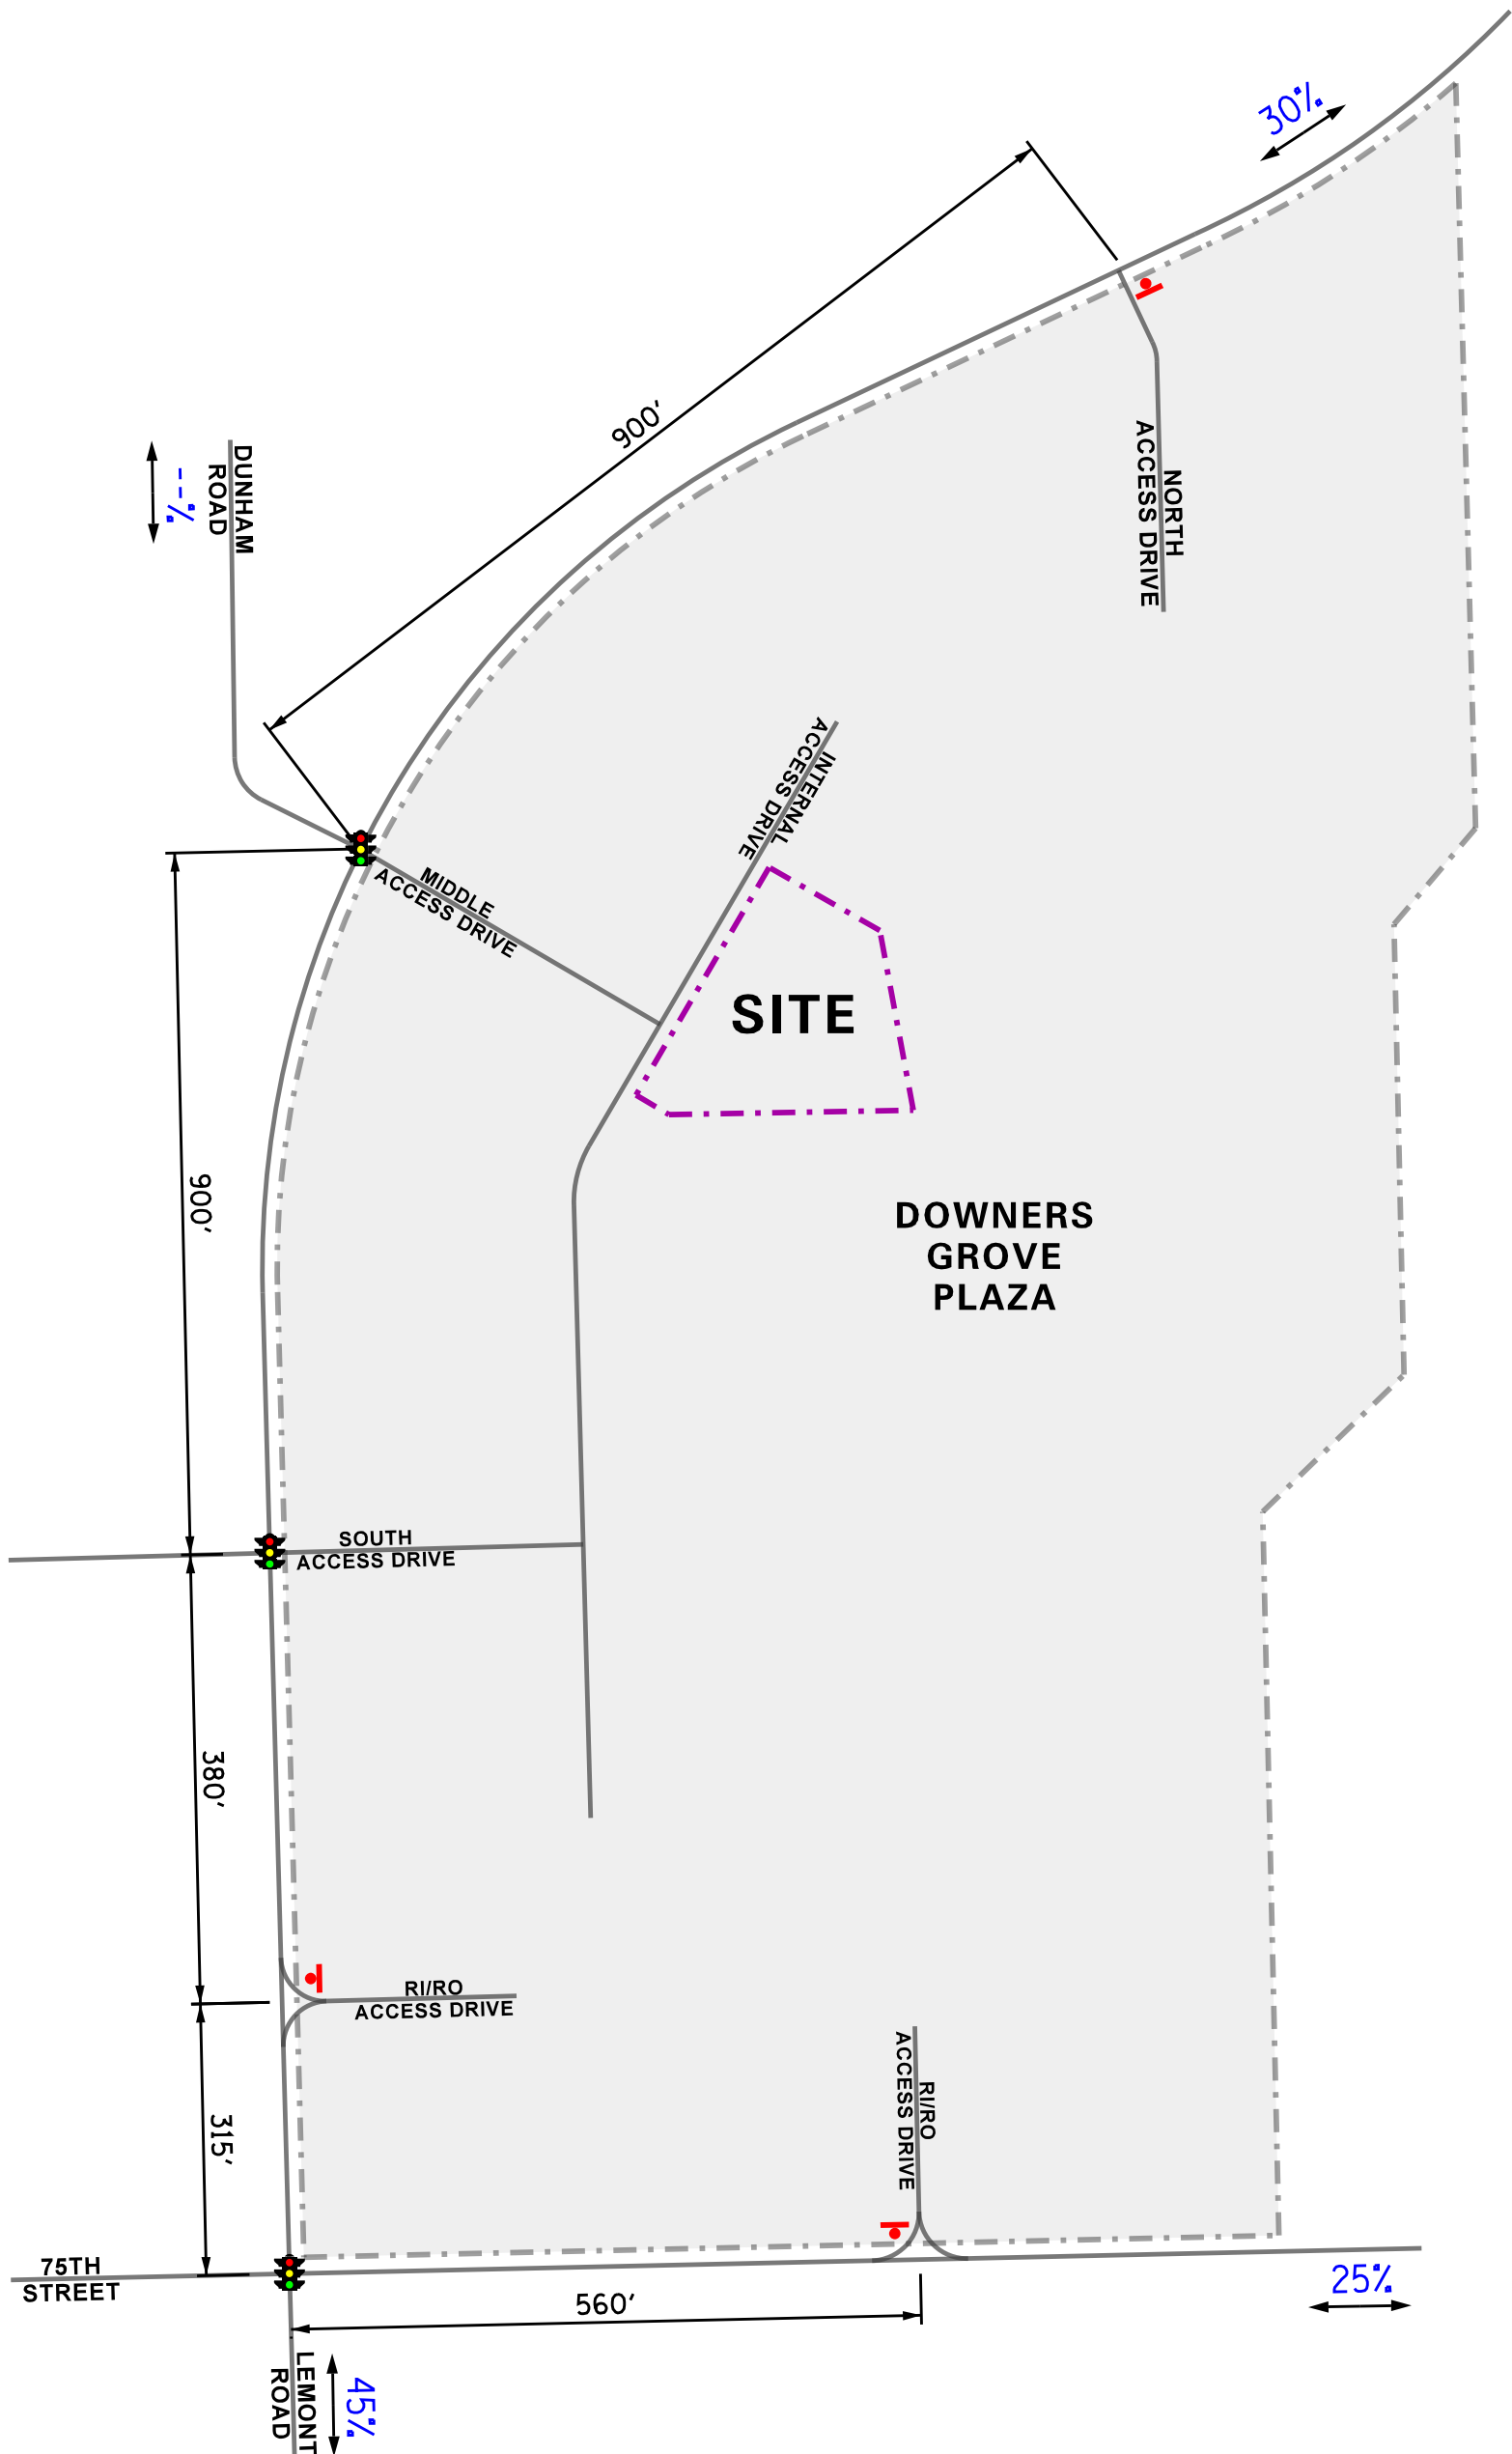 30%
900'
DUNHAM
ROAD
--%
NORTH
ACCESS DRIVE
INTERNAL
ACCESS DRIVE
MIDDLE
ACCESS DRIVE
SITE
900'
DOWNERS
GROVE
PLAZA
SOUTH
ACCESS DRIVE
380'
RI/RO
ACCESS DRIVE
RI/RO
ACCESS DRIVE
315'
75TH
STREET
560'
25%
LEMONT
ROAD
45%